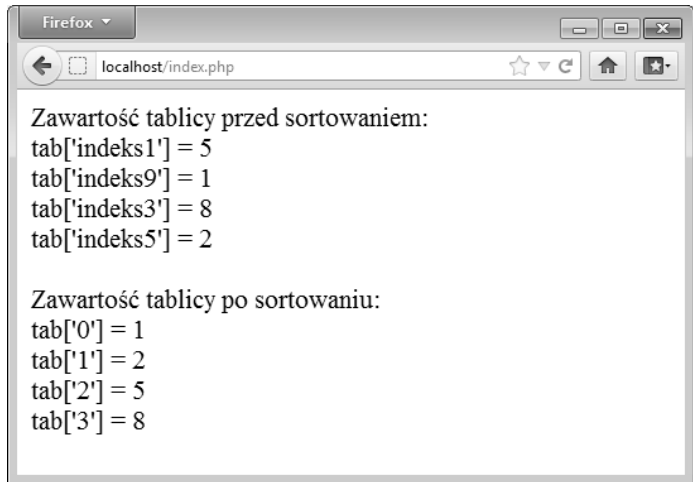 Firefox
localhost/index.php
Zawartość tablicy przed sortowaniem:
tab['indeks1'] = 5
tab['indeks9'] = 1
tab['indeks3'] = 8
tab['indeks5'] = 2
Zawartość tablicy po sortowaniu:
tab['0'] = 1
tab['1'] = 2
tab['2'] = 5
tab['3'] = 8